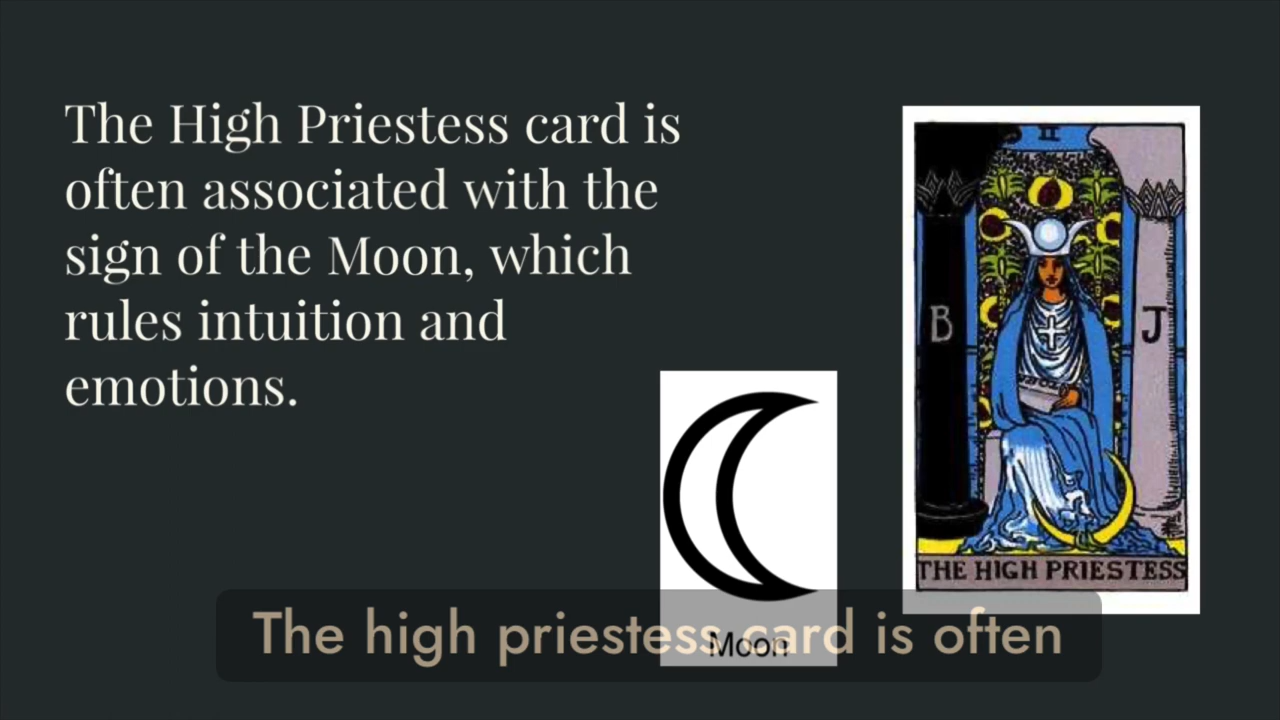 The High Priestess card is
often associated with the
sign of the Moon, which
rules intuition and
emotions.
II
B
J
THE HIGH PRIESTESS
Moon
The high priestess card is often